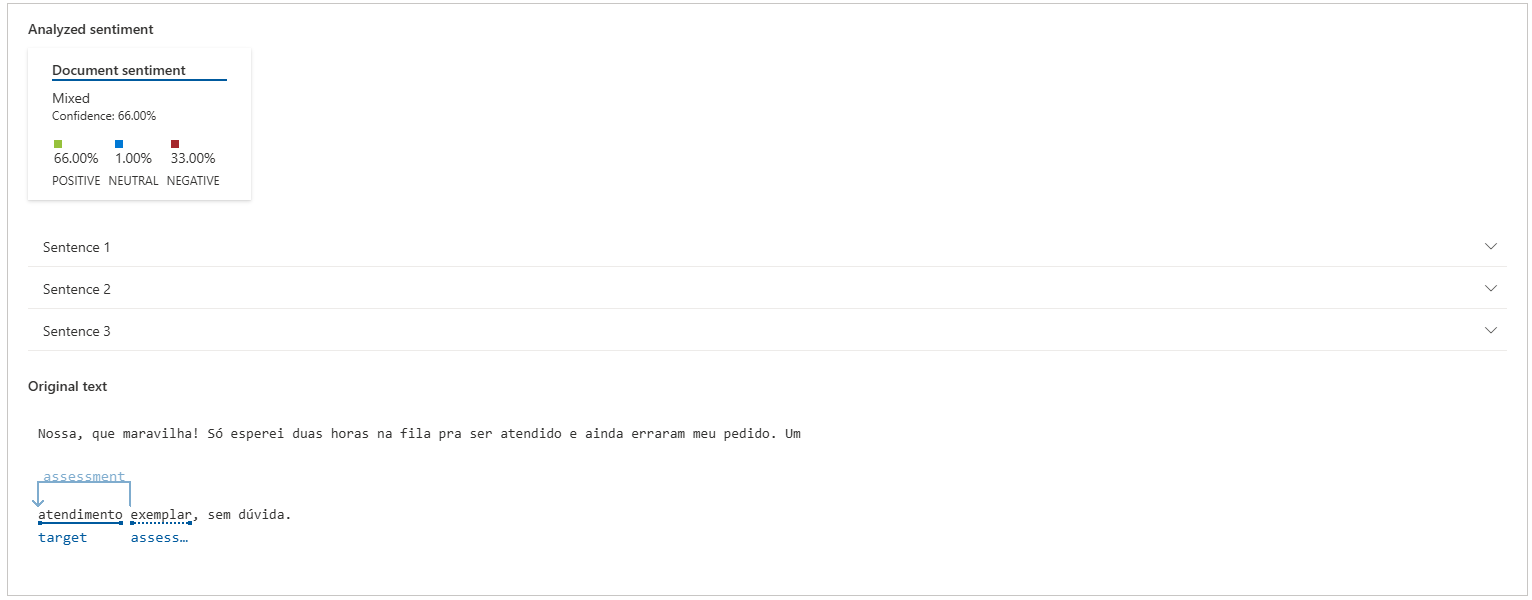 Analyzed sentiment
Document sentiment
Mixed
Confidence: 66.00%
66.00% 1.00% 33.00%
POSITIVE NEUTRAL NEGATIVE
Sentence 1
Sentence 2
Sentence 3
Original text
Nossa, que maravilha! Só esperei duas horas na fila pra ser atendido e ainda erraram meu pedido. Um
assessment
atendimento exemplar, sem dúvida.
target assess…